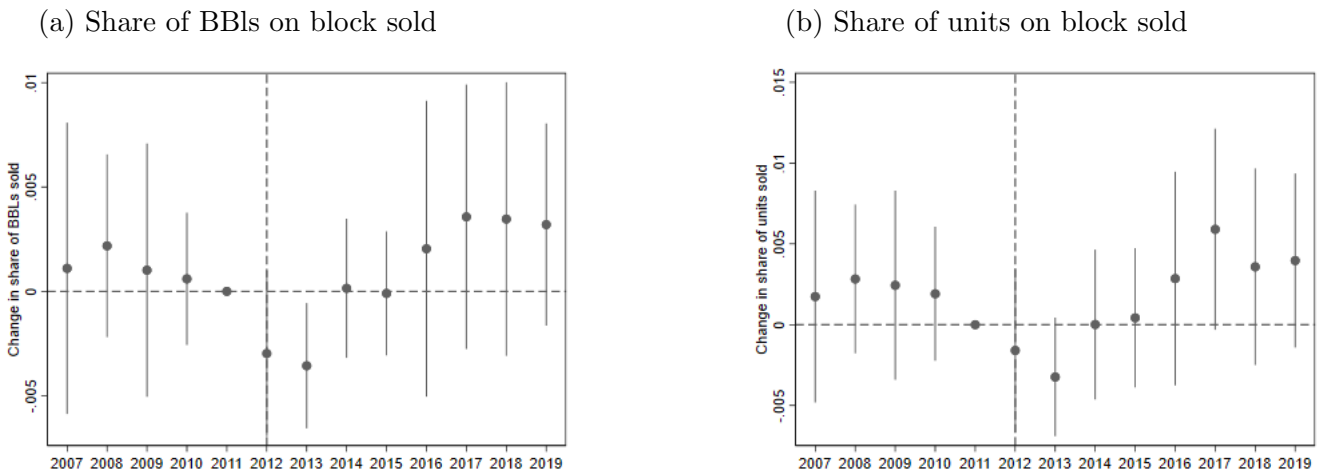 (a) Share of BBLs on block sold
Change in share of BBLs sold
.01
.005
0
-.005
2007 2008 2009 2010 2011 2012 2013 2014 2015 2016 2017 2018 2019
(b) Share of units on block sold
Change in share of units sold
.015
.01
.005
0
-.005
2007 2008 2009 2010 2011 2012 2013 2014 2015 2016 2017 2018 2019